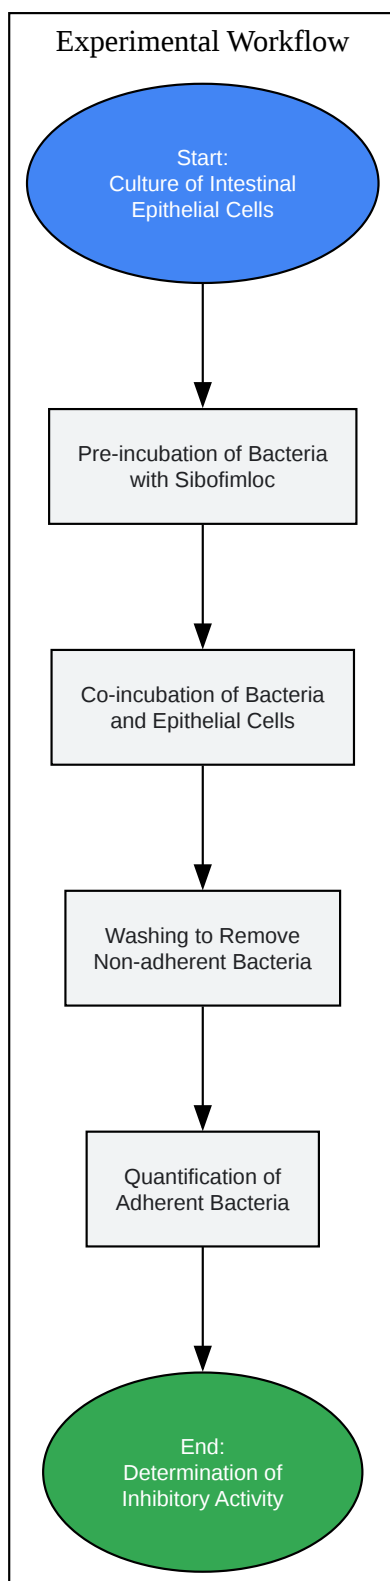 Experimental Workflow
Start:
Culture of Intestinal
Epithelial Cells
Pre-incubation of Bacteria
with Sibofimloc
Co-incubation of Bacteria
and Epithelial Cells
Washing to Remove
Non-adherent Bacteria
Quantification of
Adherent Bacteria
End:
Determination of
Inhibitory Activity